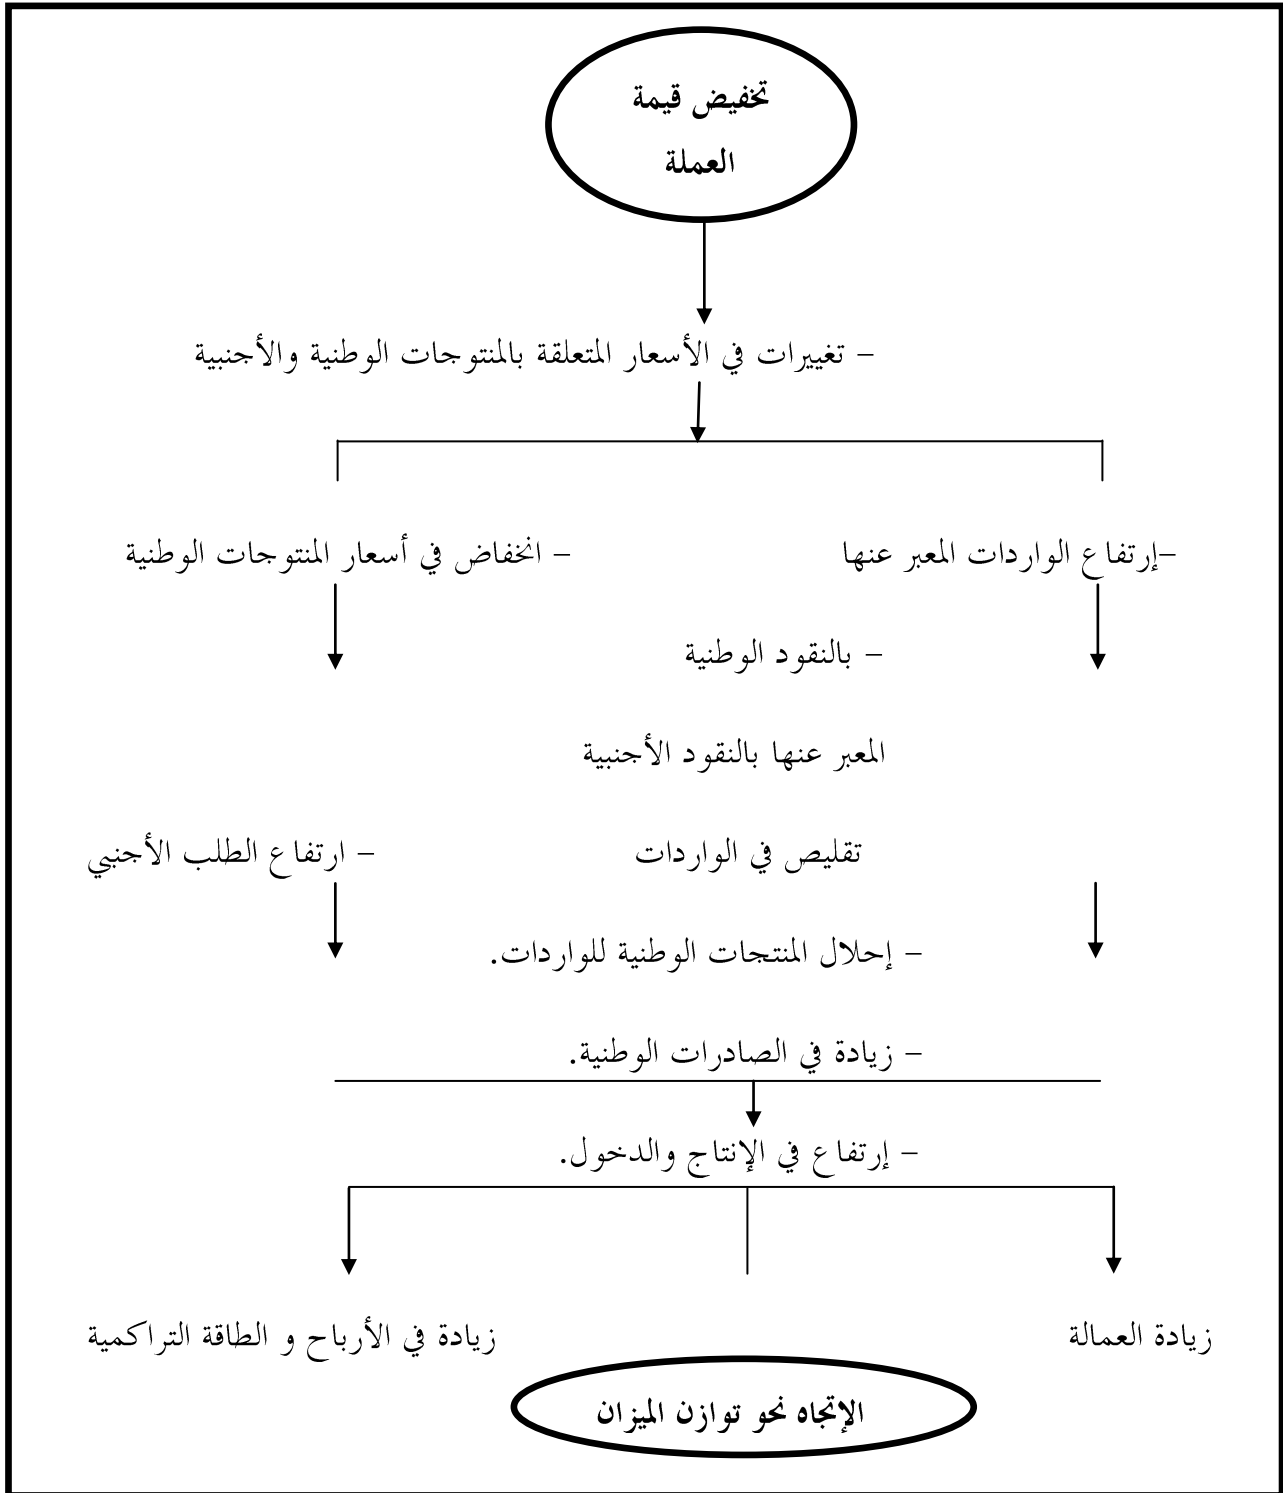 تخفيض قيمة
العملة
– تغييرات في الأسعار المتعلقة بالمنتوجات الوطنية والأجنبية
–إرتفاع الواردات المعبر عنها
– انخفاض في أسعار المنتوجات الوطنية
– بالنقود الوطنية
المعبر عنها بالنقود الأجنبية
تقليص في الواردات
– ارتفاع الطلب الأجنبي
– إحلال المنتجات الوطنية للواردات.
– زيادة في الصادرات الوطنية.
– إرتفاع في الإنتاج والدخول.
زيادة العمالة
زيادة في الأرباح و الطاقة التراكمية
الإتجاه نحو توازن الميزان